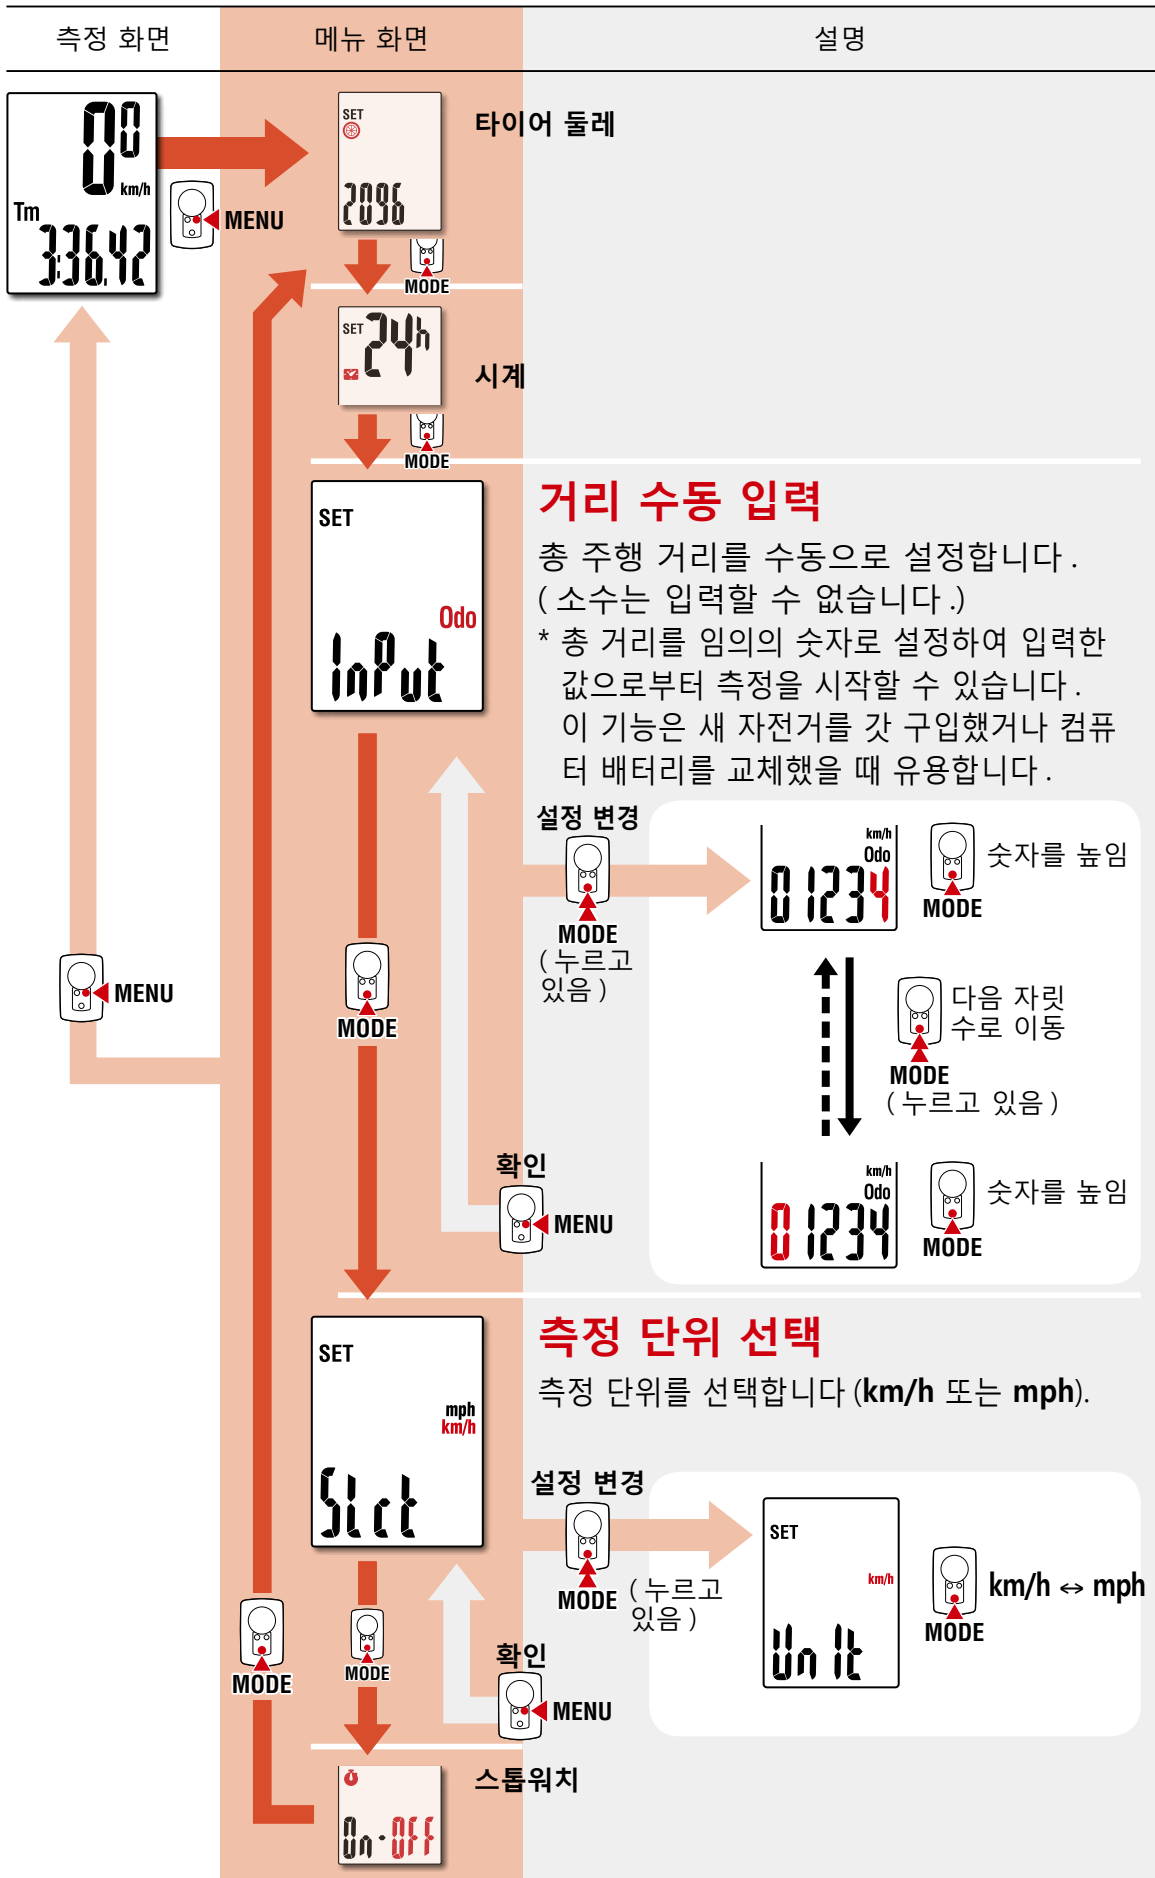 측정 화면
메뉴 화면
설명
0.0
km/h
Tm
3:36.42
MENU
SET
2096
타이어 둘레
MODE
SET
24h
시계
MODE
SET
Odo
InPut
거리 수동 입력
총 주행 거리를 수동으로 설정합니다.
(소수는 입력할 수 없습니다.)
* 총 거리를 임의의 숫자로 설정하여 입력한
값으로부터 측정을 시작할 수 있습니다.
이 기능은 새 자전거를 갓 구입했거나 컴퓨
터 배터리를 교체했을 때 유용합니다.
설정 변경
MODE
(누르고
있음)
km/h
Odo
01234
MODE
숫자를 높임
MENU
MODE
다음 자릿
수로 이동
MODE
(누르고 있음)
확인
MENU
km/h
Odo
01234
MODE
숫자를 높임
SET
mph
km/h
Slct
측정 단위 선택
측정 단위를 선택합니다(km/h 또는 mph).
설정 변경
MODE
(누르고
있음)
SET
km/h
Unit
MODE
km/h ↔ mph
MODE
MODE
확인
MENU
On-OFF
스톱워치